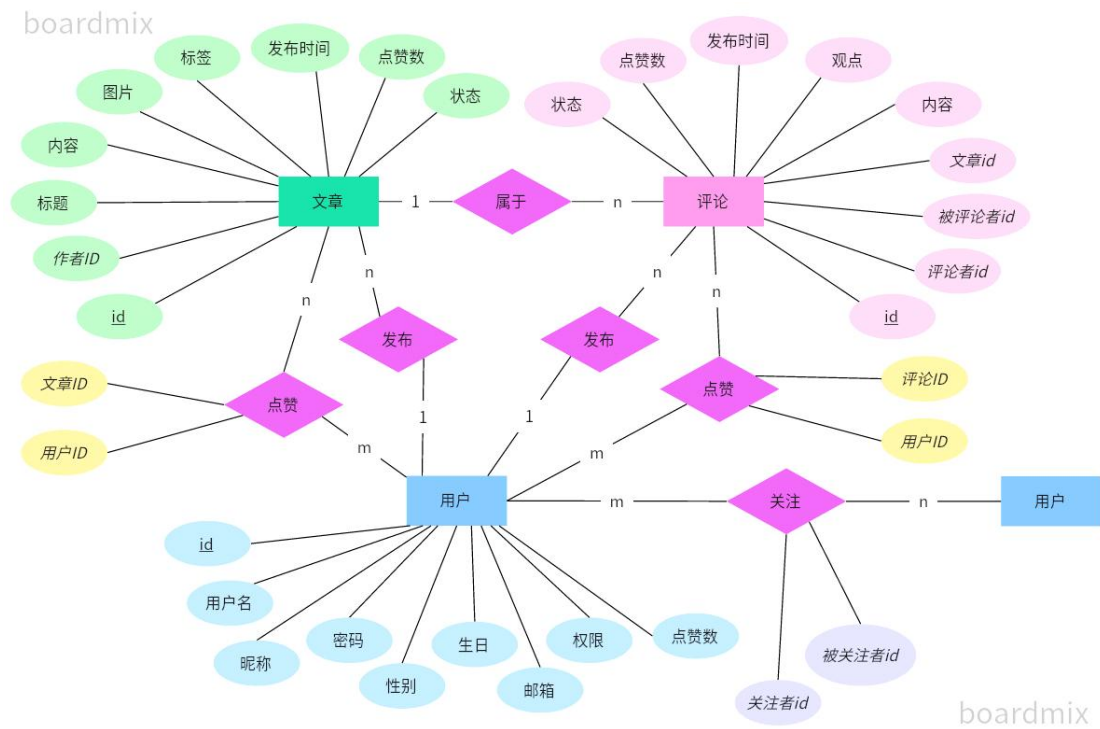 boardmix
标签
发布时间
点赞数
状态
图片
内容
标题
作者ID
id
文章
1
属于
n
评论
状态
点赞数
发布时间
观点
内容
文章id
被评论者id
评论者id
id
n
n
n
n
发布
发布
点赞
点赞
文章ID
用户ID
评论ID
用户ID
m
1
1
m
用户
m
关注
n
用户
id
用户名
昵称
密码
性别
生日
邮箱
权限
点赞数
被关注者id
关注者id
boardmix